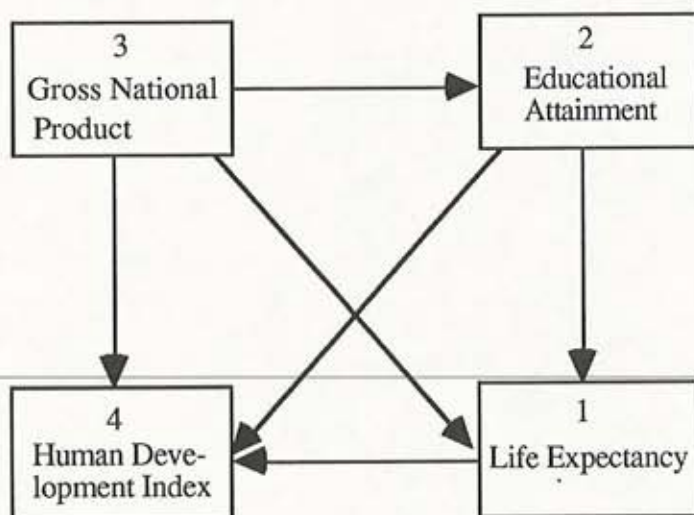 3
Gross National
Product
2
Educational
Attainment
4
Human Deve-
lopment Index
1
Life Expectancy